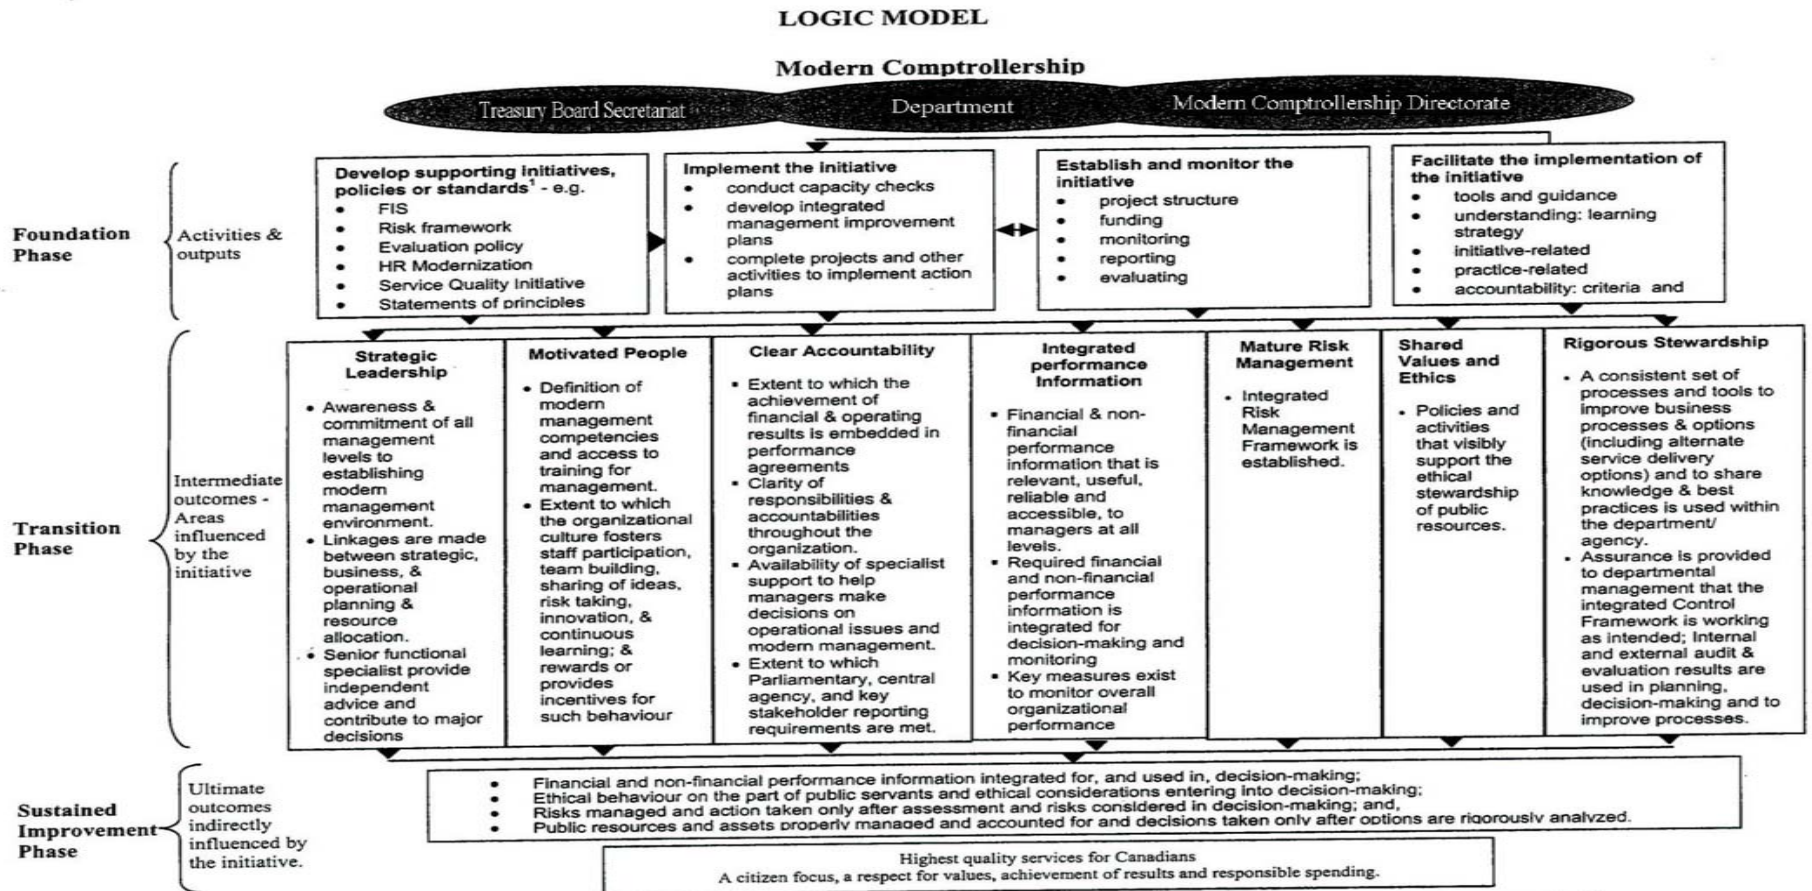 LOGIC MODEL
Modern Comptrollership
Treasury Board Secretariat
Department
Modern Comptrollership Directorate
Foundation
Phase
Activities &
outputs
Develop supporting initiatives,
policies or standards¹ - e.g.
• FIS
• Risk framework
• Evaluation policy
• HR Modernization
• Service Quality Initiative
• Statements of principles
Implement the initiative
• conduct capacity checks
• develop integrated
management improvement
plans
• complete projects and other
activities to implement action
plans
Establish and monitor the
initiative
• project structure
• funding
• monitoring
• reporting
• evaluating
Facilitate the implementation of
the initiative
• tools and guidance
• understanding: learning
strategy
• initiative-related
• practice-related
• accountability: criteria and
Transition
Phase
Intermediate
outcomes -
Areas
influenced
by the
initiative
Strategic
Leadership
• Awareness &
commitment of all
management
levels to
establishing
modern
management
environment.
• Linkages are made
between strategic,
business, &
operational
planning &
resource
allocation.
• Senior functional
specialist provide
independent
advice and
contribute to major
decisions
Motivated People
• Definition of
modern
management
competencies
and access to
training for
management.
• Extent to which
the organizational
culture fosters
staff participation,
team building,
sharing of ideas,
risk taking,
innovation, &
continuous
learning; &
rewards or
provides
incentives for
such behaviour
Clear Accountability
▪ Extent to which the
achievement of
financial & operating
results is embedded in
performance
agreements
▪ Clarity of
responsibilities &
accountabilities
throughout the
organization.
▪ Availability of specialist
support to help
managers make
decisions on
operational issues and
modern management.
▪ Extent to which
Parliamentary, central
agency, and key
stakeholder reporting
requirements are met.
Integrated
performance
Information
• Financial & non-
financial
performance
information that is
relevant, useful,
reliable and
accessible, to
managers at all
levels.
• Required financial
and non-financial
performance
information is
integrated for
decision-making and
monitoring
• Key measures exist
to monitor overall
organizational
performance
Mature Risk
Management
• Integrated
Risk
Management
Framework is
established.
Shared
Values and
Ethics
• Policies and
activities
that visibly
support the
ethical
stewardship
of public
resources.
Rigorous Stewardship
• A consistent set of
processes and tools to
improve business
processes & options
(including alternate
service delivery
options) and to share
knowledge & best
practices is used within
the department/
agency.
• Assurance is provided
to departmental
management that the
integrated Control
Framework is working
as intended; Internal
and external audit &
evaluation results are
used in planning,
decision-making and to
improve processes.
Sustained
Improvement
Phase
Ultimate
outcomes
indirectly
influenced by
the initiative.
• Financial and non-financial performance information integrated for, and used in, decision-making;
• Ethical behaviour on the part of public servants and ethical considerations entering into decision-making;
• Risks managed and action taken only after assessment and risks considered in decision-making; and,
• Public resources and assets properly managed and accounted for and decisions taken only after options are rigorously analyzed.
Highest quality services for Canadians
A citizen focus, a respect for values, achievement of results and responsible spending.